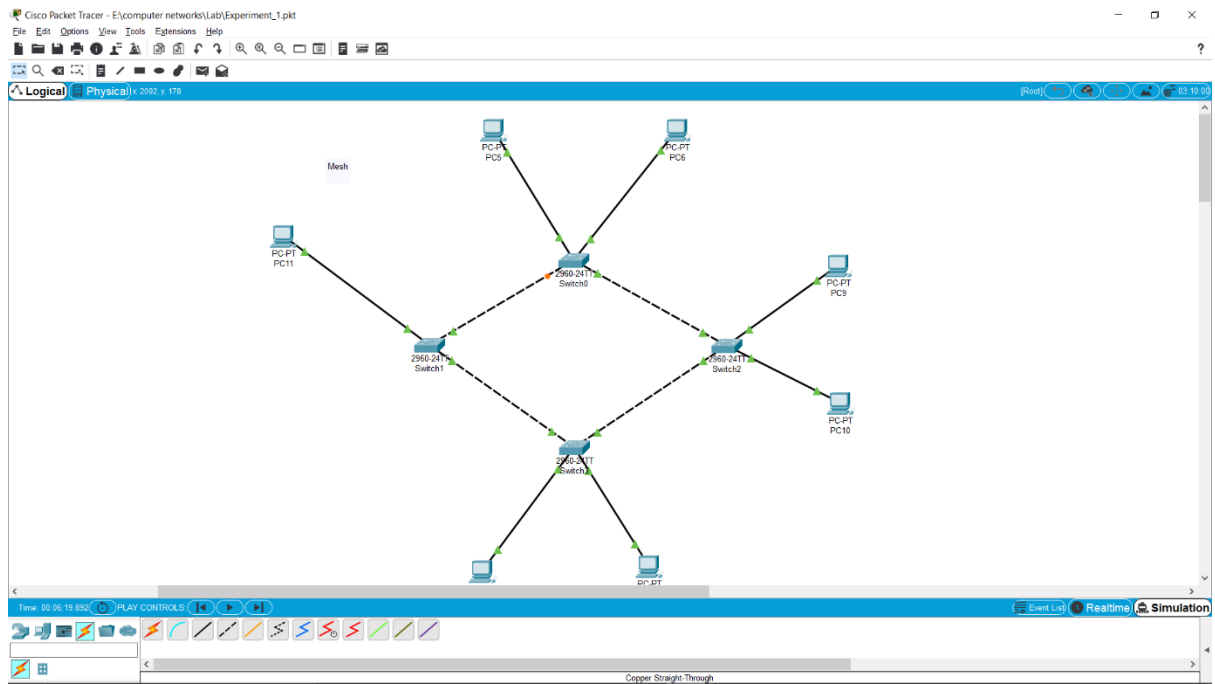 Cisco Packet Tracer - E:\computer networks\Lab\Experiment_1.pkt
File Edit Options View Tools Extensions Help
?
Logical Physical x: 2092, y: 178 [Root] 03:10:00
PC-PT
PC5
PC-PT
PC6
Mesh
PC-PT
PC11
2960-24TT
Switch0
PC-PT
PC9
2960-24TT
Switch1
2960-24TT
Switch2
PC-PT
PC10
2960-24TT
Switch3
PC-PT
Time: 00:06:19.892 PLAY CONTROLS: Event List Realtime Simulation
Copper Straight-Through